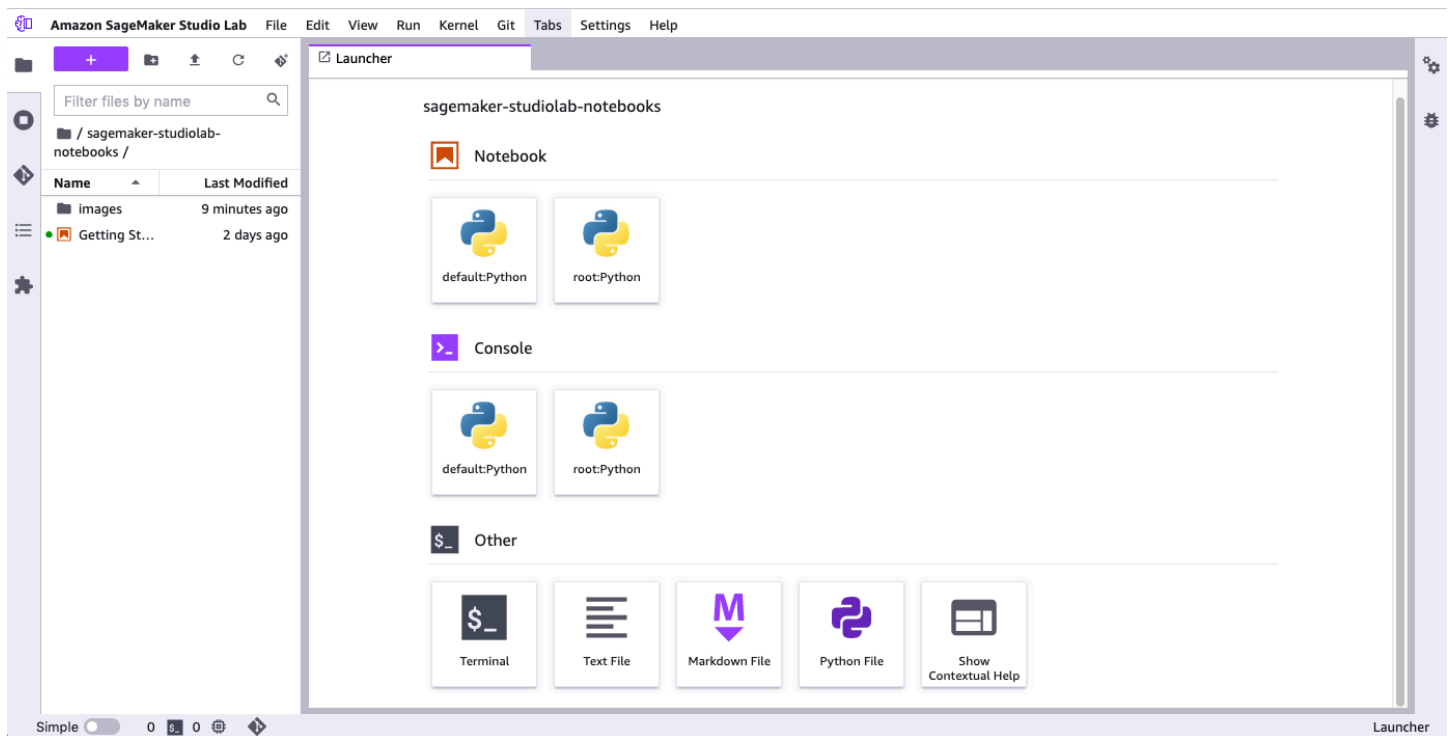 Amazon SageMaker Studio Lab File Edit View Run Kernel Git Tabs Settings Help
+
Filter files by name
/ sagemaker-studiolab-
notebooks /
Name Last Modified
images 9 minutes ago
Getting St... 2 days ago
Launcher
sagemaker-studiolab-notebooks
Notebook
default:Python root:Python
>_ Console
default:Python root:Python
$_ Other
$_ M
Terminal Text File Markdown File Python File Show
Contextual Help
Simple 0 $_ 0 Launcher